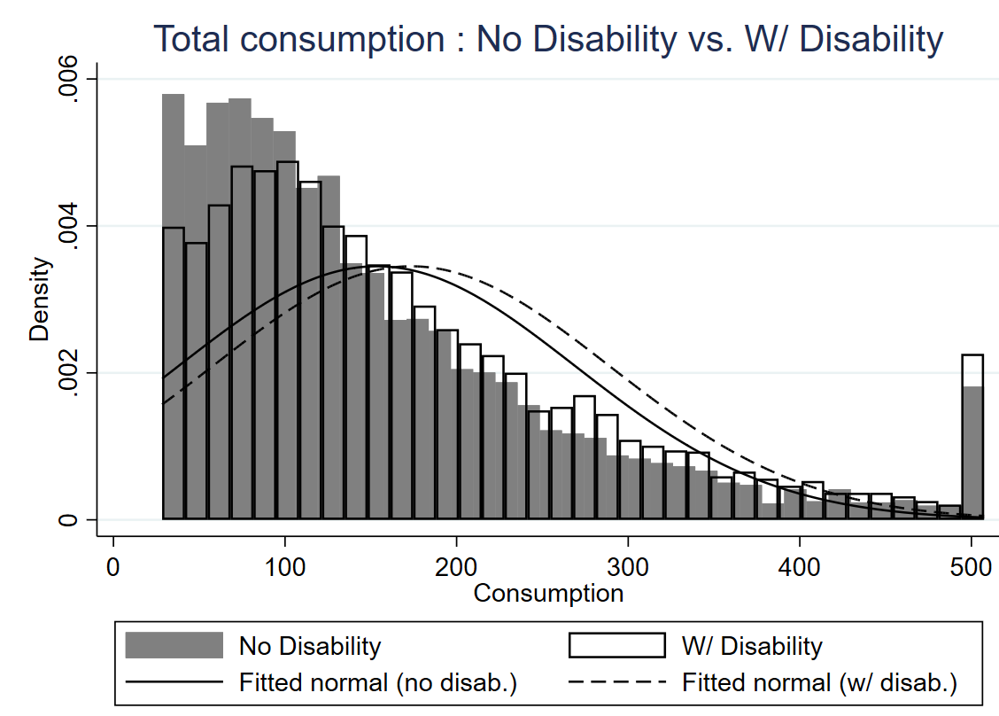 Total consumption : No Disability vs. W/ Disability
.006
.004
.002
0
Density
0 100 200 300 400 500
Consumption
No Disability W/ Disability
Fitted normal (no disab.) Fitted normal (w/ disab.)